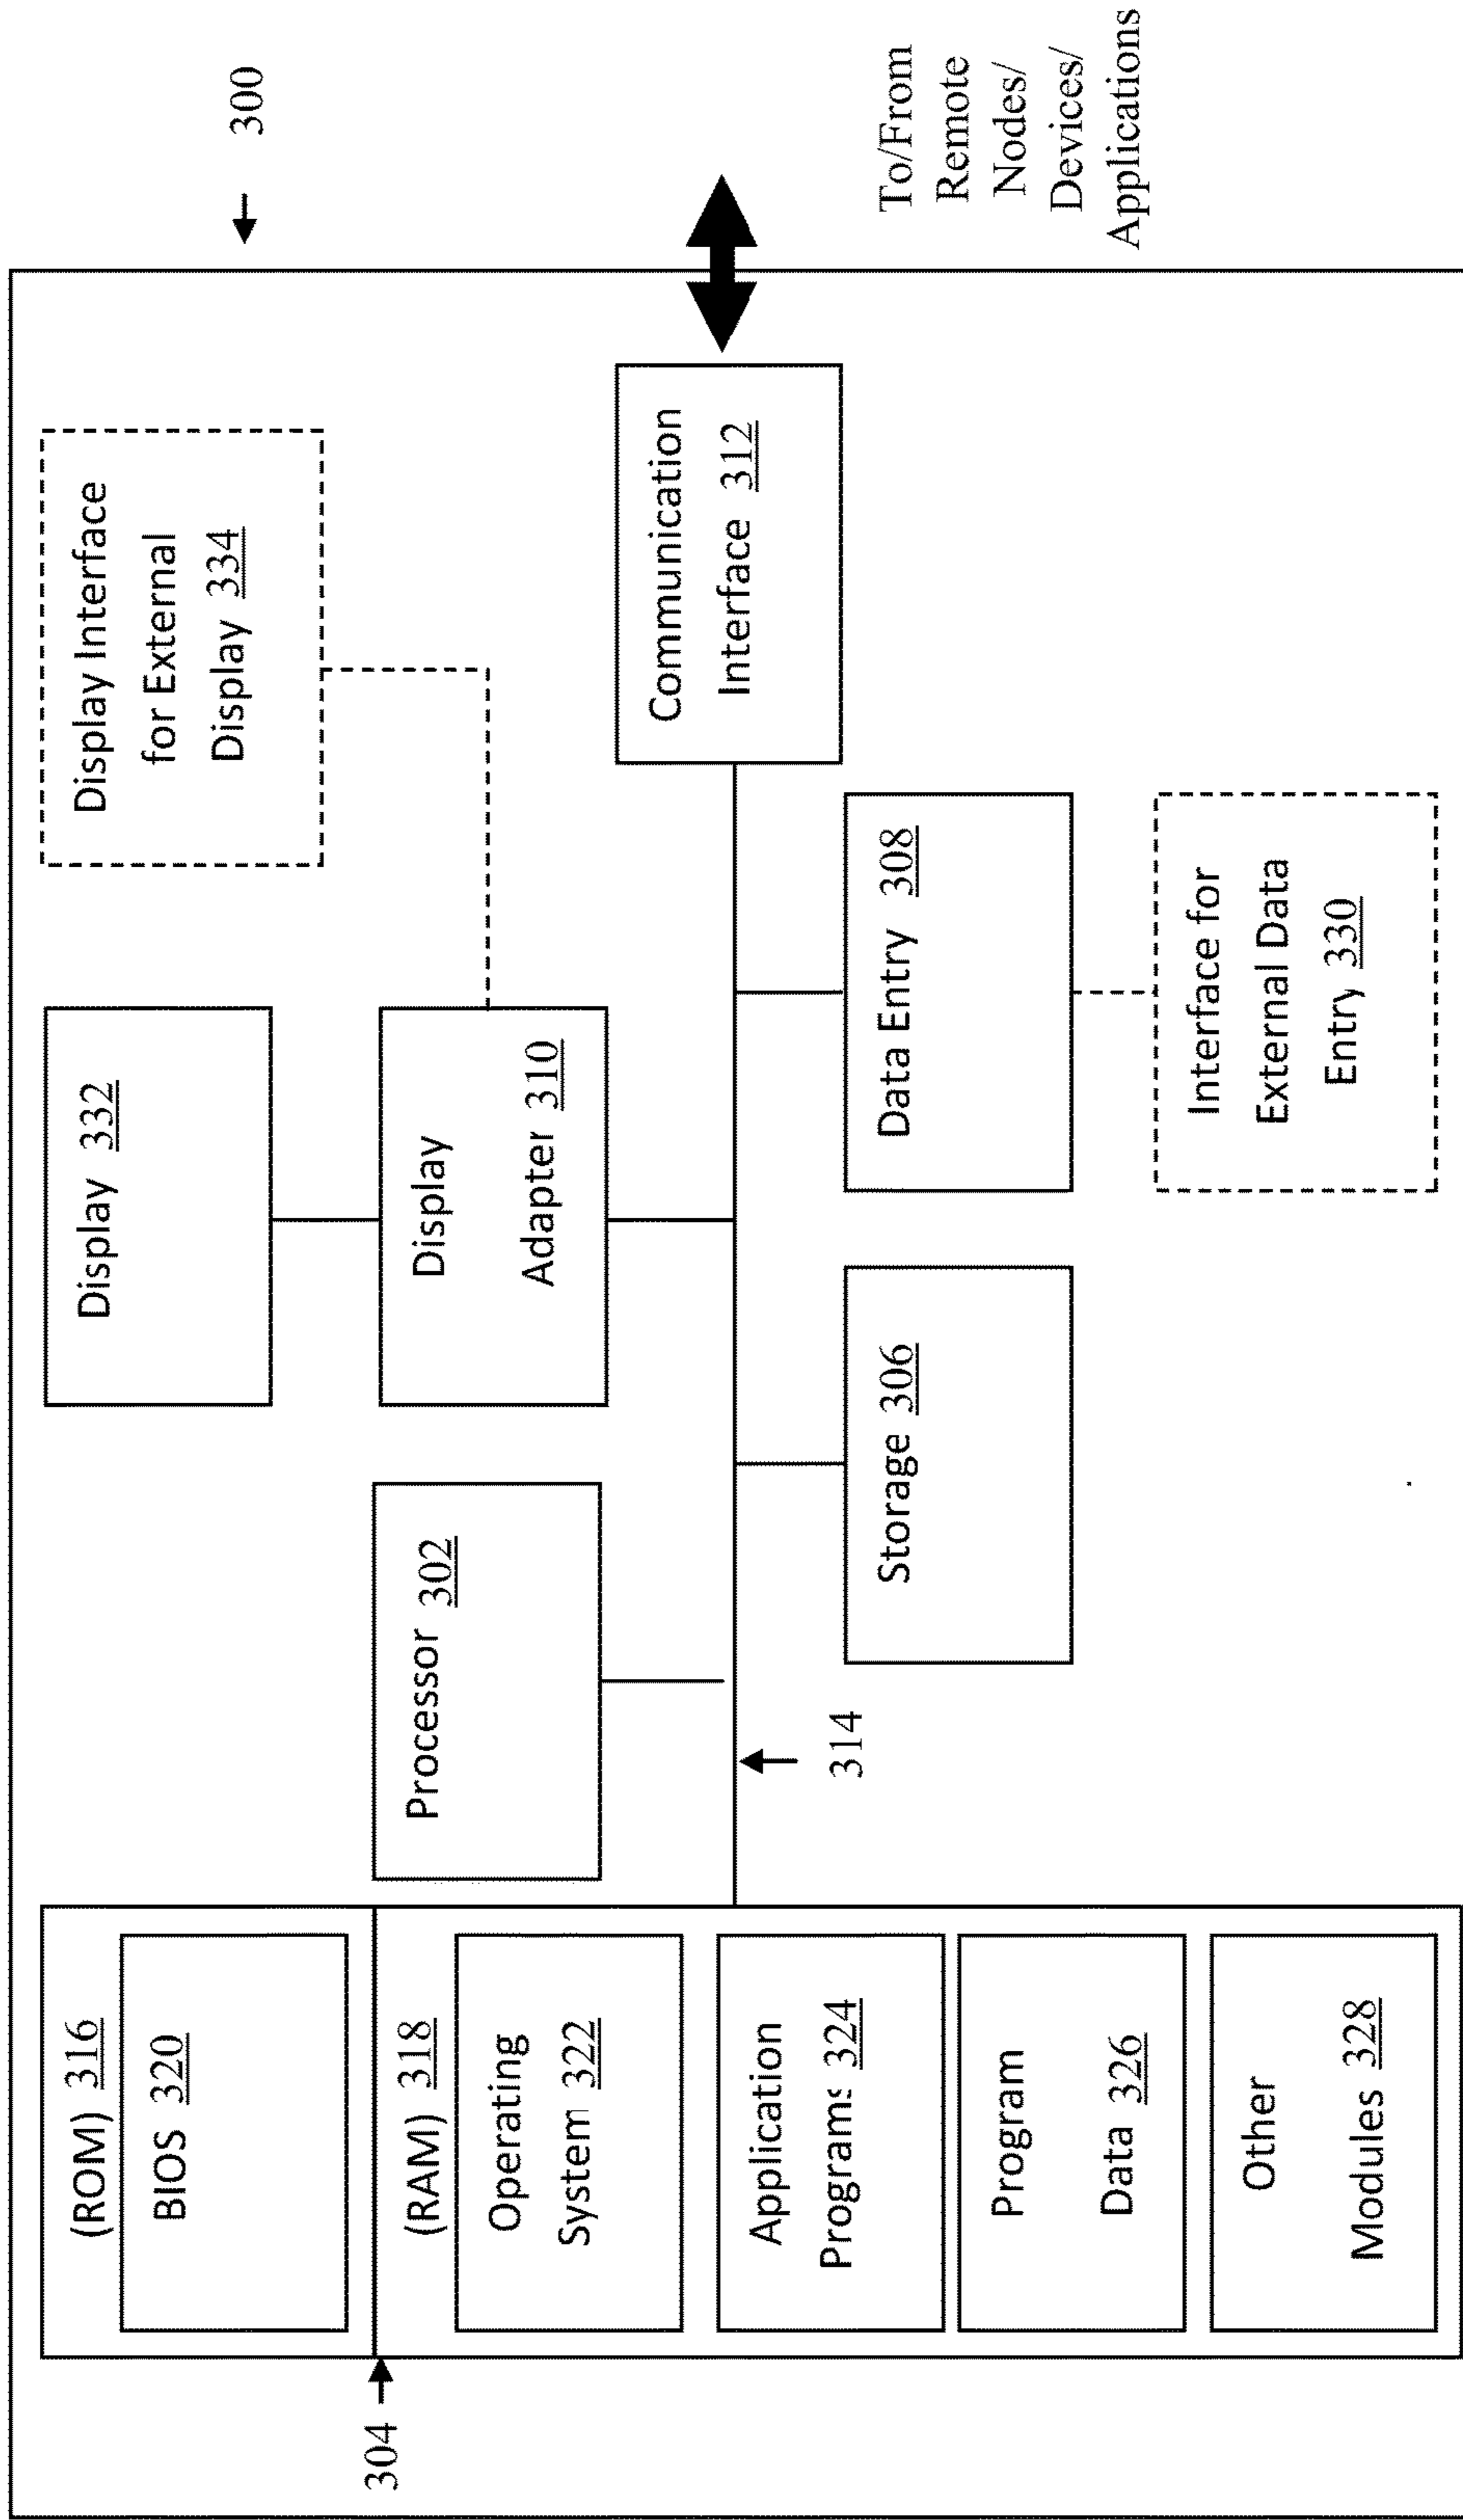 300
(ROM) 316
BIOS 320
304
(RAM) 318
Operating
System 322
Application
Programs 324
Program
Data 326
Other
Modules 328
Processor 302
314
Storage 306
Display 332
Display
Adapter 310
Display Interface
for External
Display 334
Data Entry 308
Interface for
External Data
Entry 330
Communication
Interface 312
To/From
Remote
Nodes/
Devices/
Applications